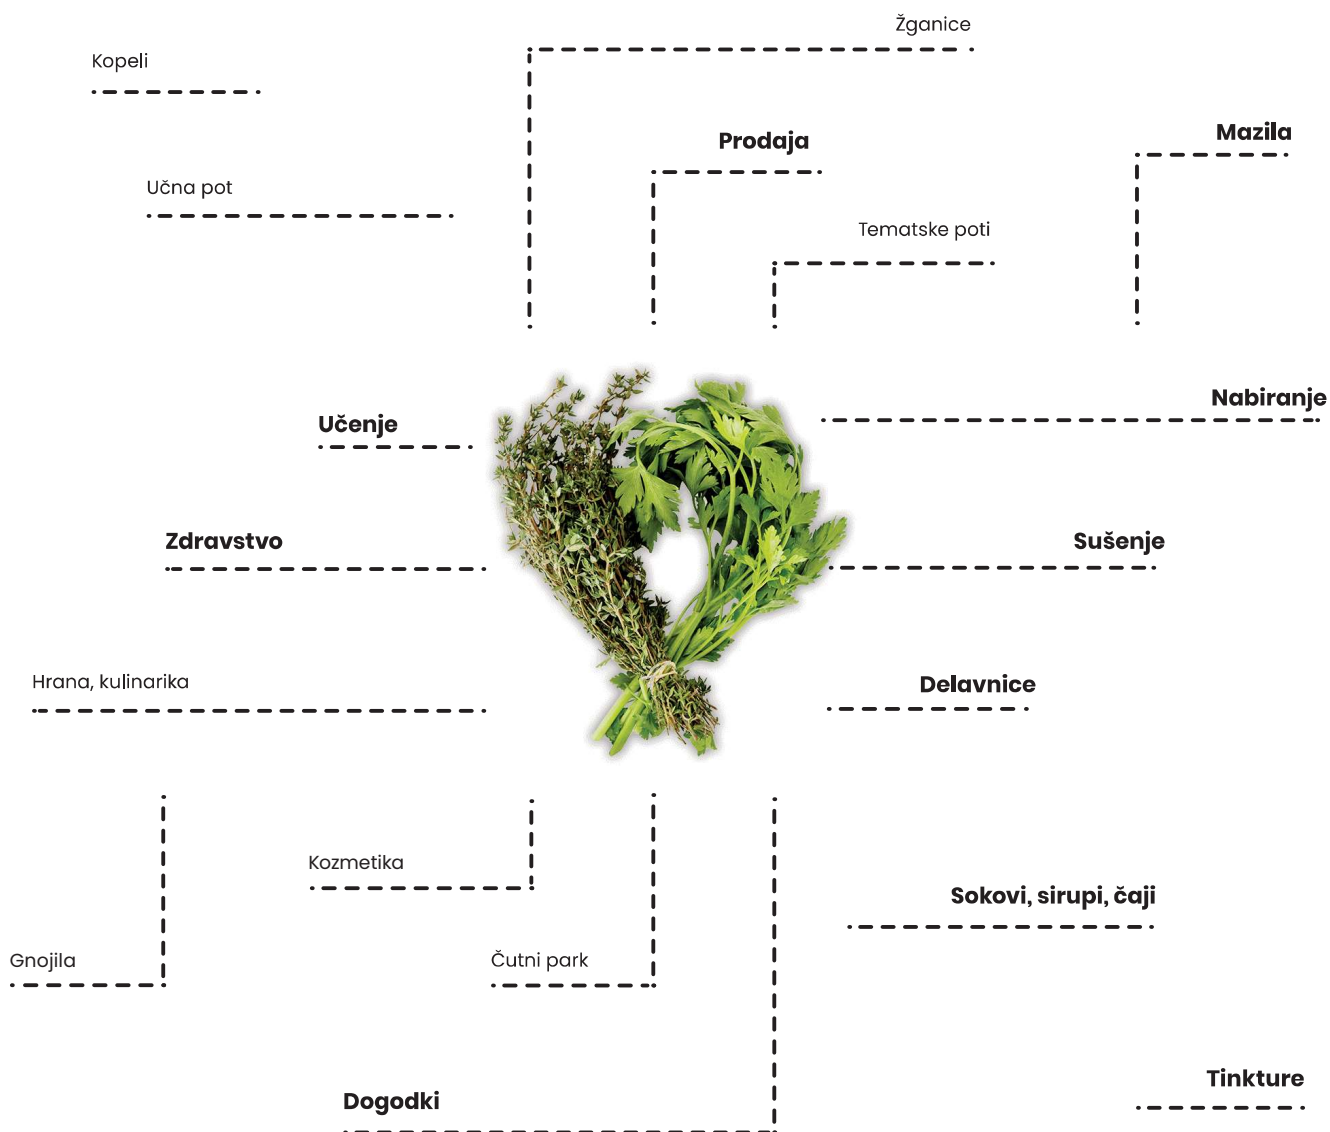 Žganice
Kopeli
Prodaja
Mazila
Učna pot
Tematske poti
Nabiranje
Učenje
Zdravstvo
Sušenje
Hrana, kulinarika
Delavnice
Kozmetika
Sokovi, sirupi, čaji
Gnojila
Čutni park
Tinkture
Dogodki